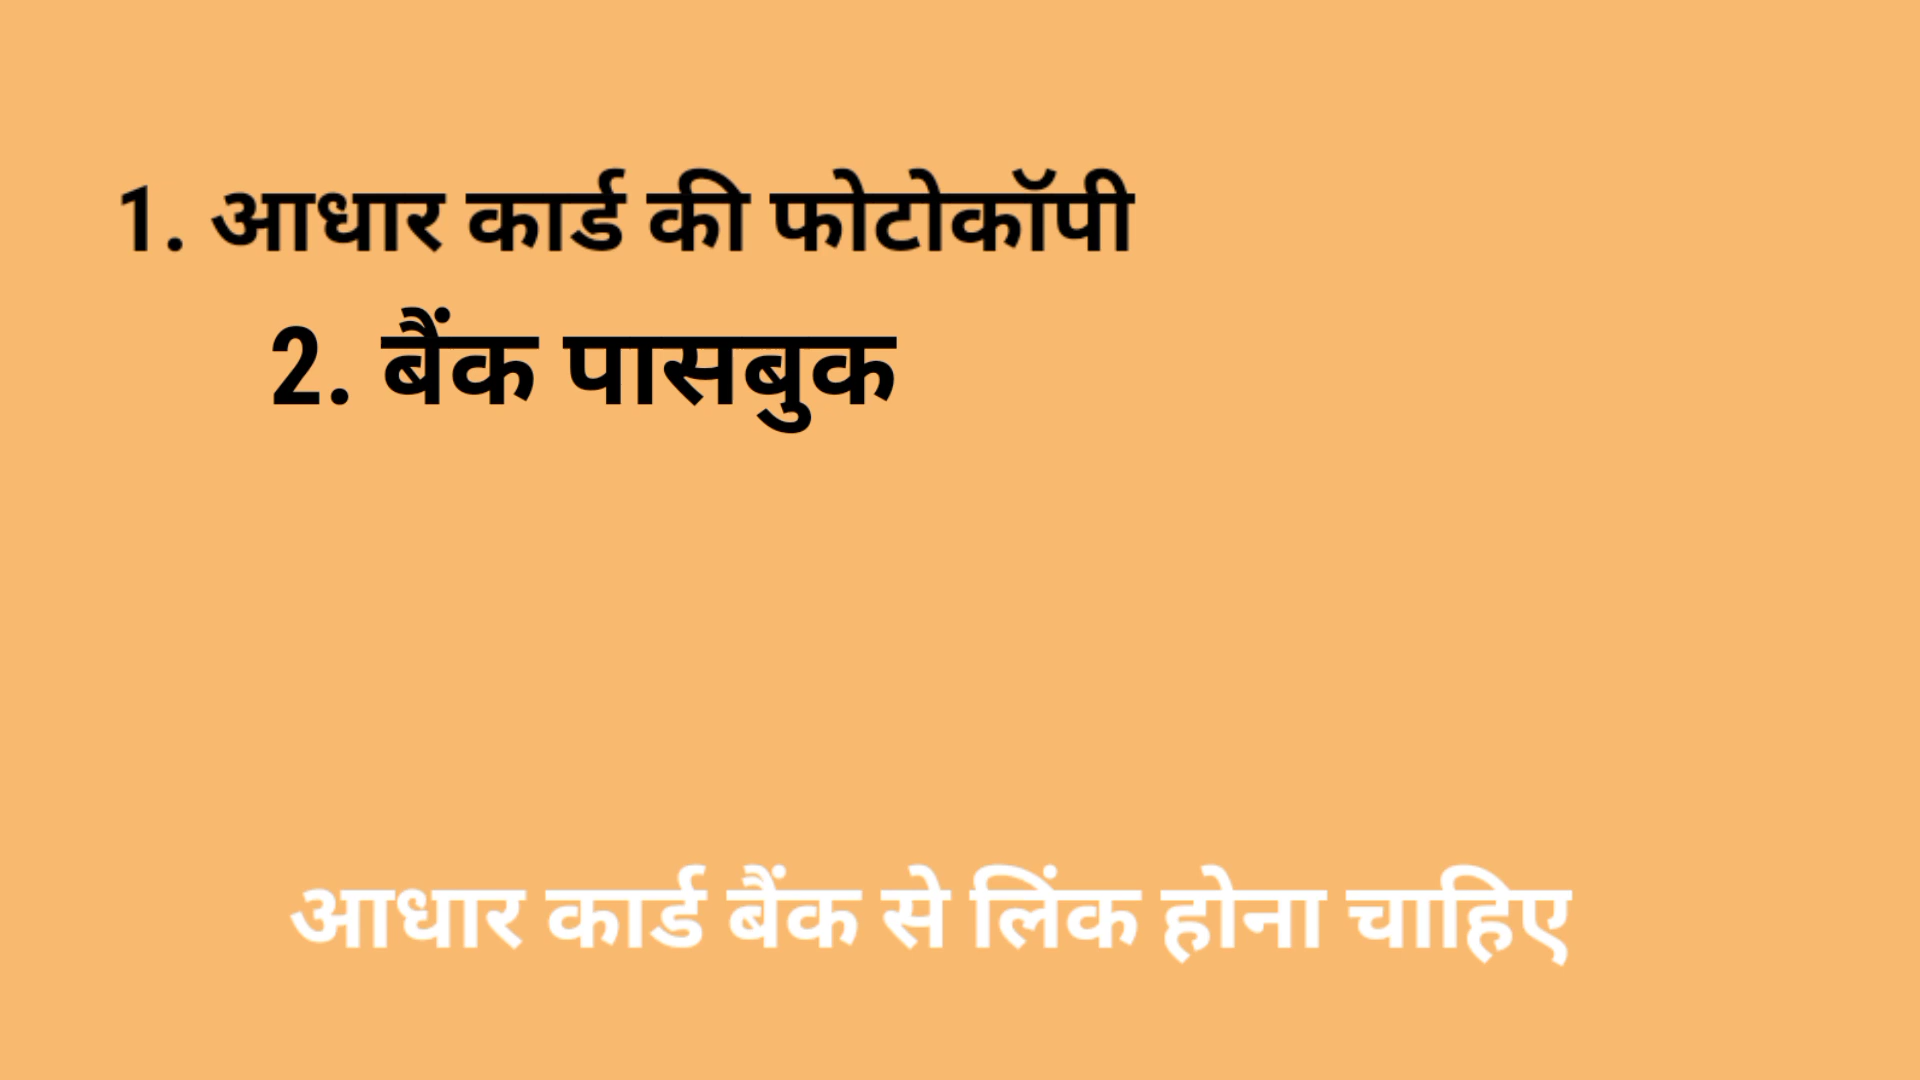 1. आधार कार्ड की फोटोकॉपी
2. बैंक पासबुक
आधार कार्ड बैंक से लिंक होना चाहिए